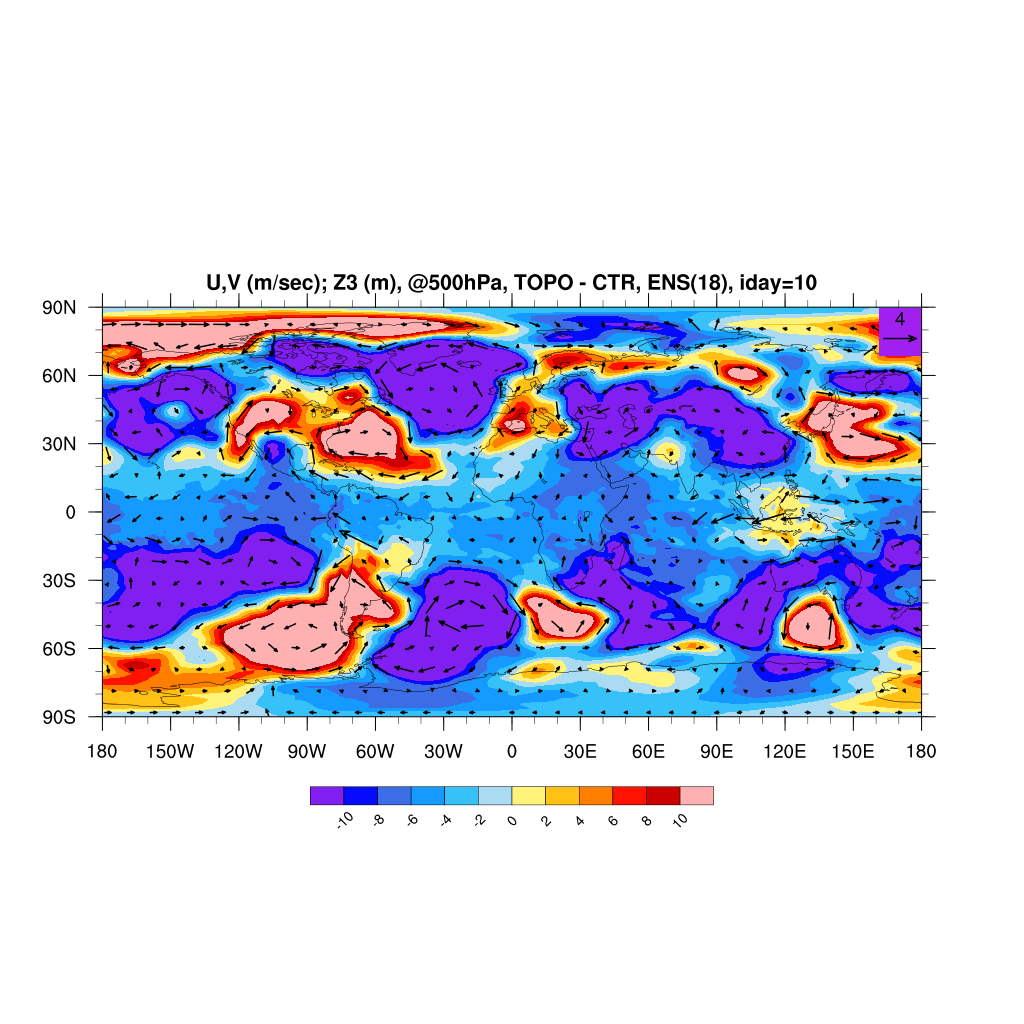 U,V (m/sec); Z3 (m), @500hPa, TOPO - CTR, ENS(18), iday=10
4
90N
60N
30N
0
30S
60S
90S
180 150W 120W 90W 60W 30W 0 30E 60E 90E 120E 150E 180
-10 -8 -6 -4 -2 0 2 4 6 8 10